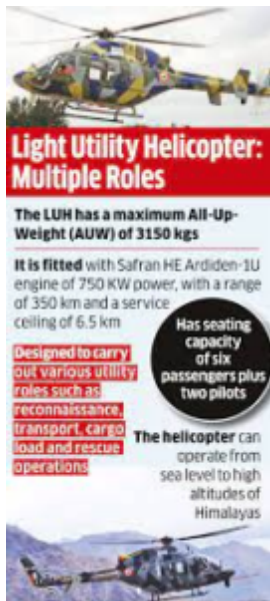 Light Utility Helicopter:
Multiple Roles
The LUH has a maximum All-Up-
Weight (AUW) of 3150 kgs
It is fitted with Safran HE Ardiden-1U
engine of 750 KW power, with a range
of 350 km and a service
ceiling of 6.5 km
Has seating
capacity
of six
passengers plus
two pilots
Designed to carry
out various utility
roles such as
reconnaissance,
transport, cargo
load and rescue
operations
The helicopter can
operate from
sea level to high
altitudes of
Himalayas